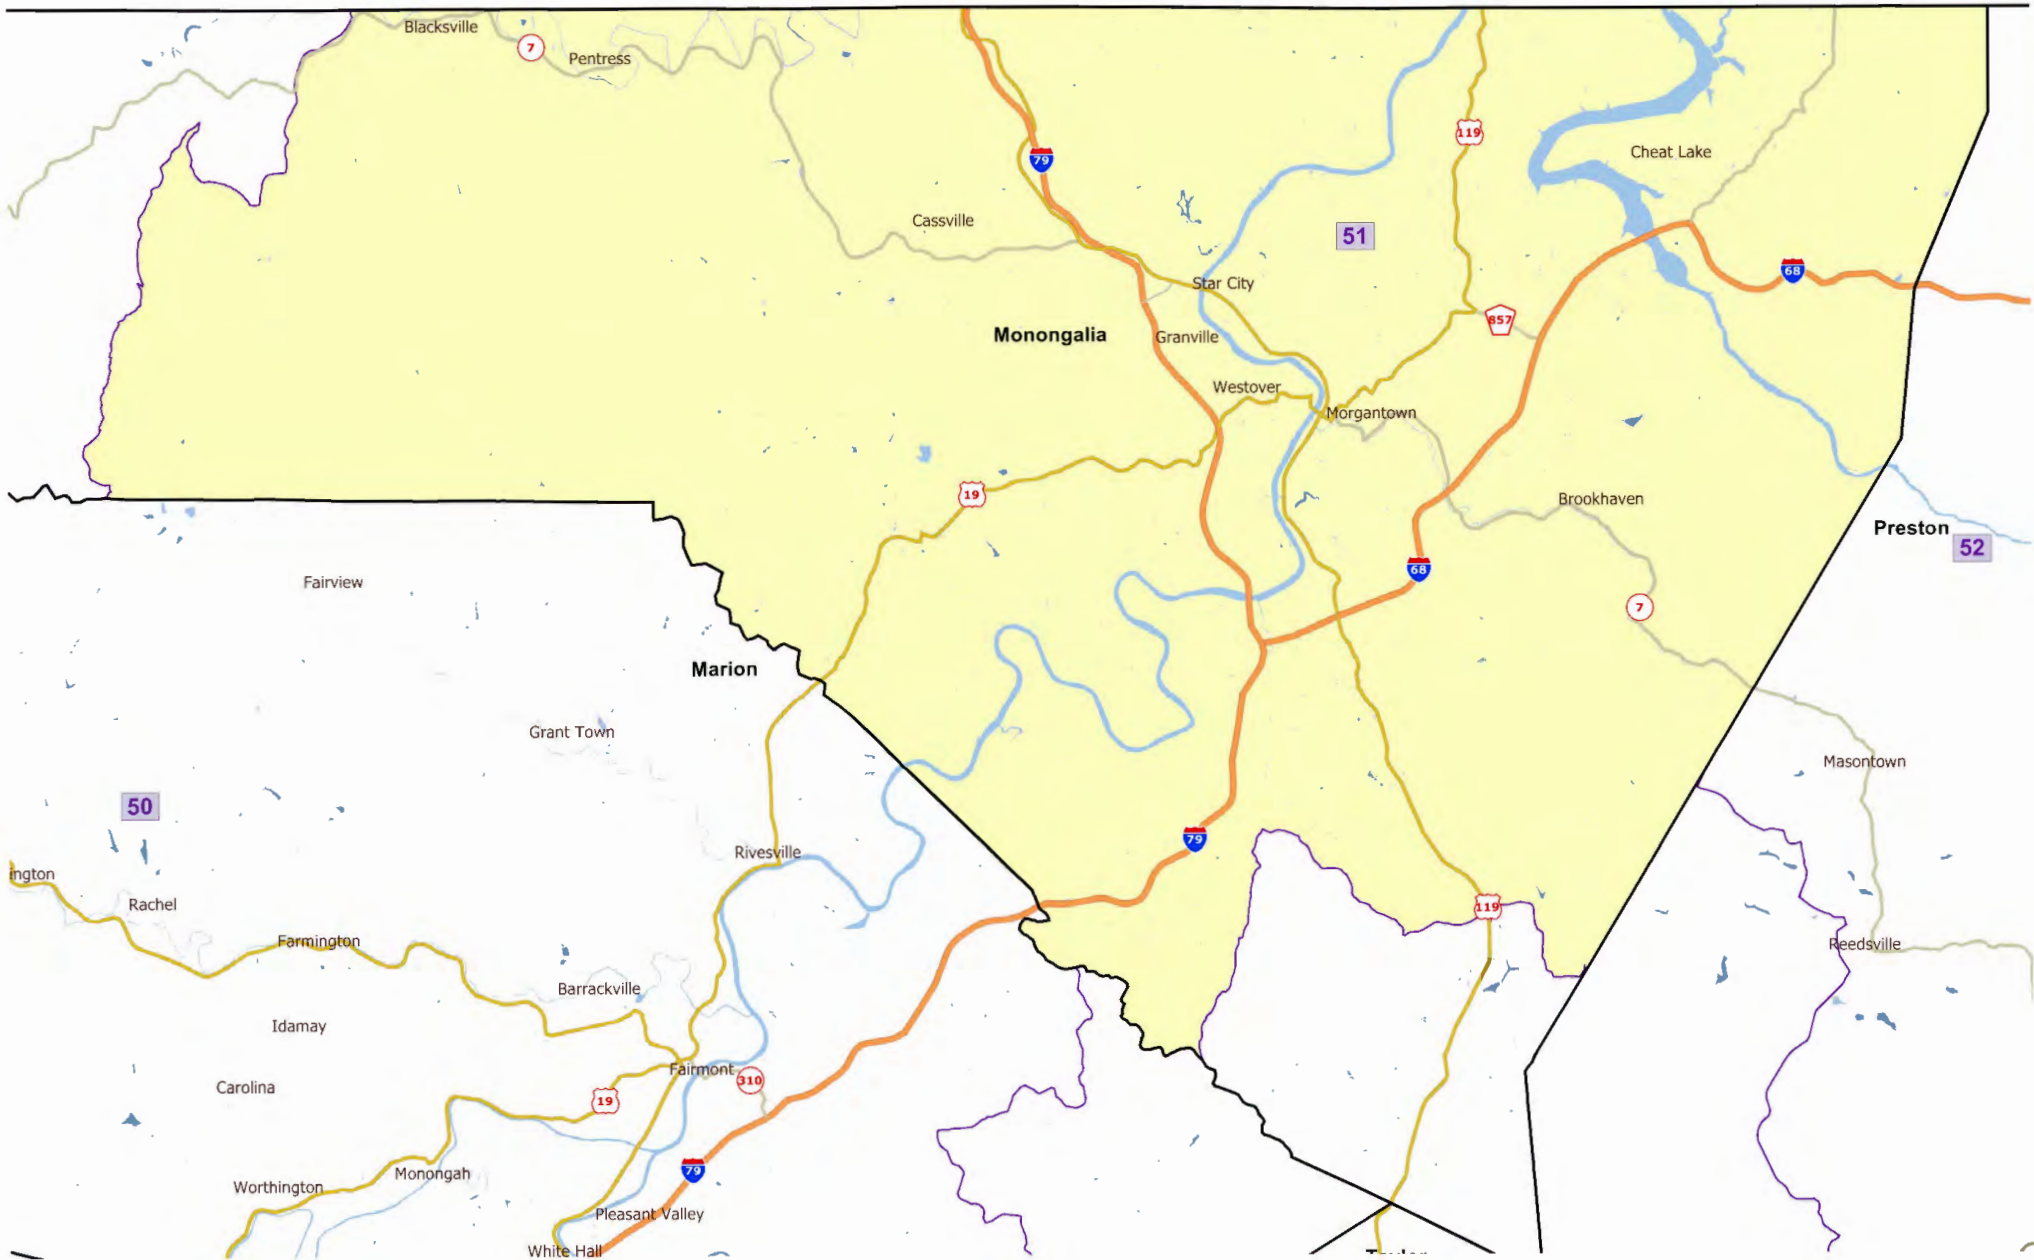 Blacksville
7
Pentress
119
79
Cheat Lake
Cassville
51
68
Star City
857
Monongalia
Granville
Westover
Morgantown
19
Brookhaven
Preston
52
68
Fairview
7
Marion
Grant Town
Masontown
50
79
Rivesville
ington
Rachel
119
Farmington
Reedsville
Barrackville
Idamay
Fairmont
310
Carolina
19
79
Monongah
Worthington
Pleasant Valley
White Hall